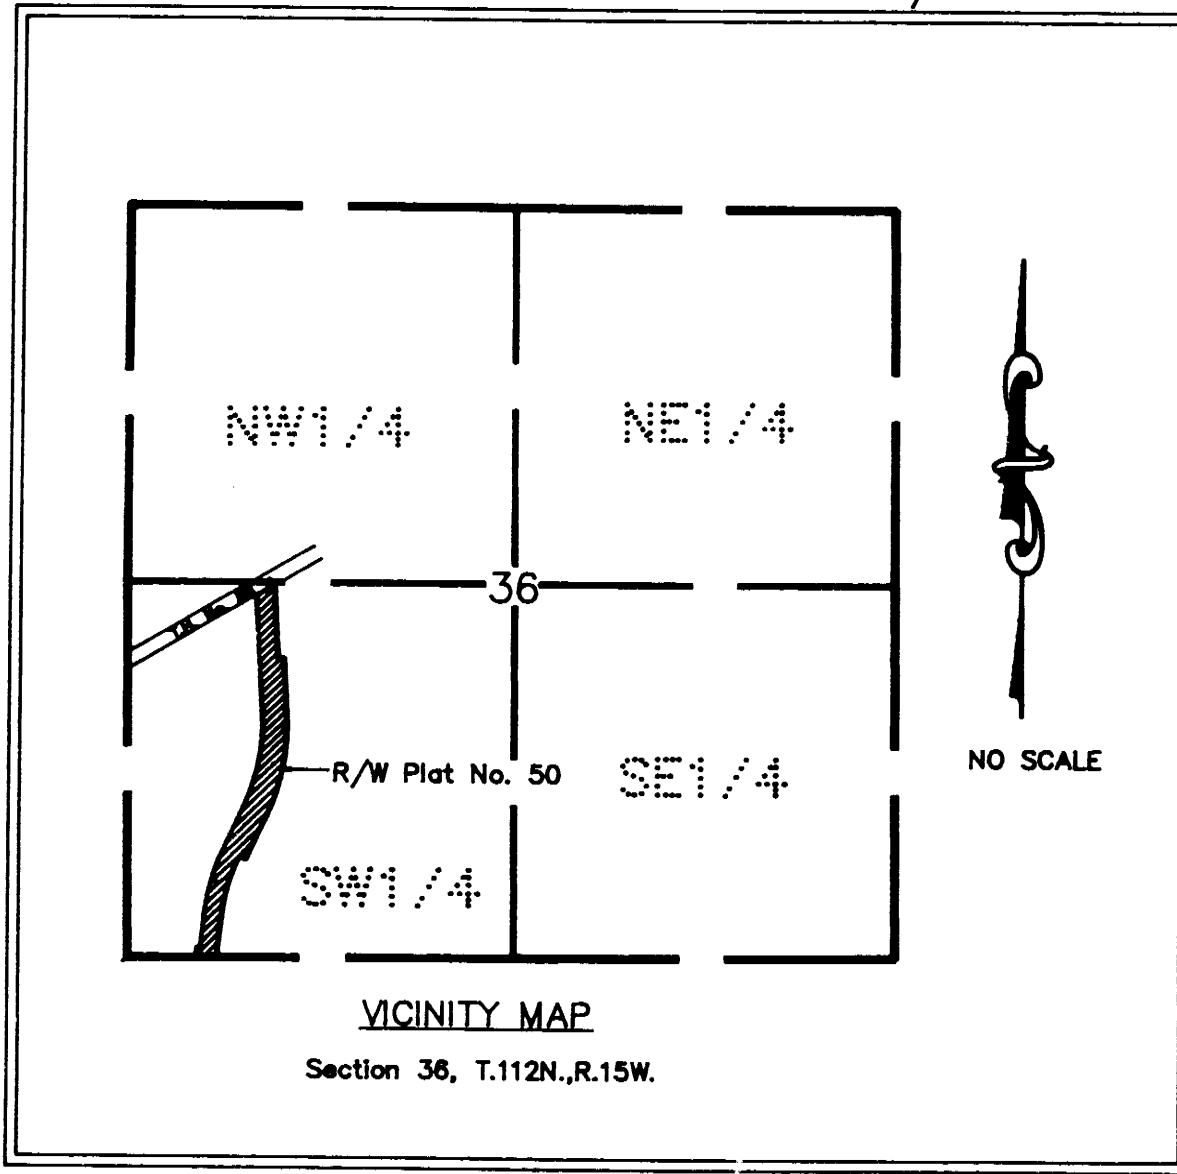 NW1/4
NE1/4
36
R/W Plat No. 50
SE1/4
NO SCALE
SW1/4
VICINITY MAP
Section 36, T.112N.,R.15W.